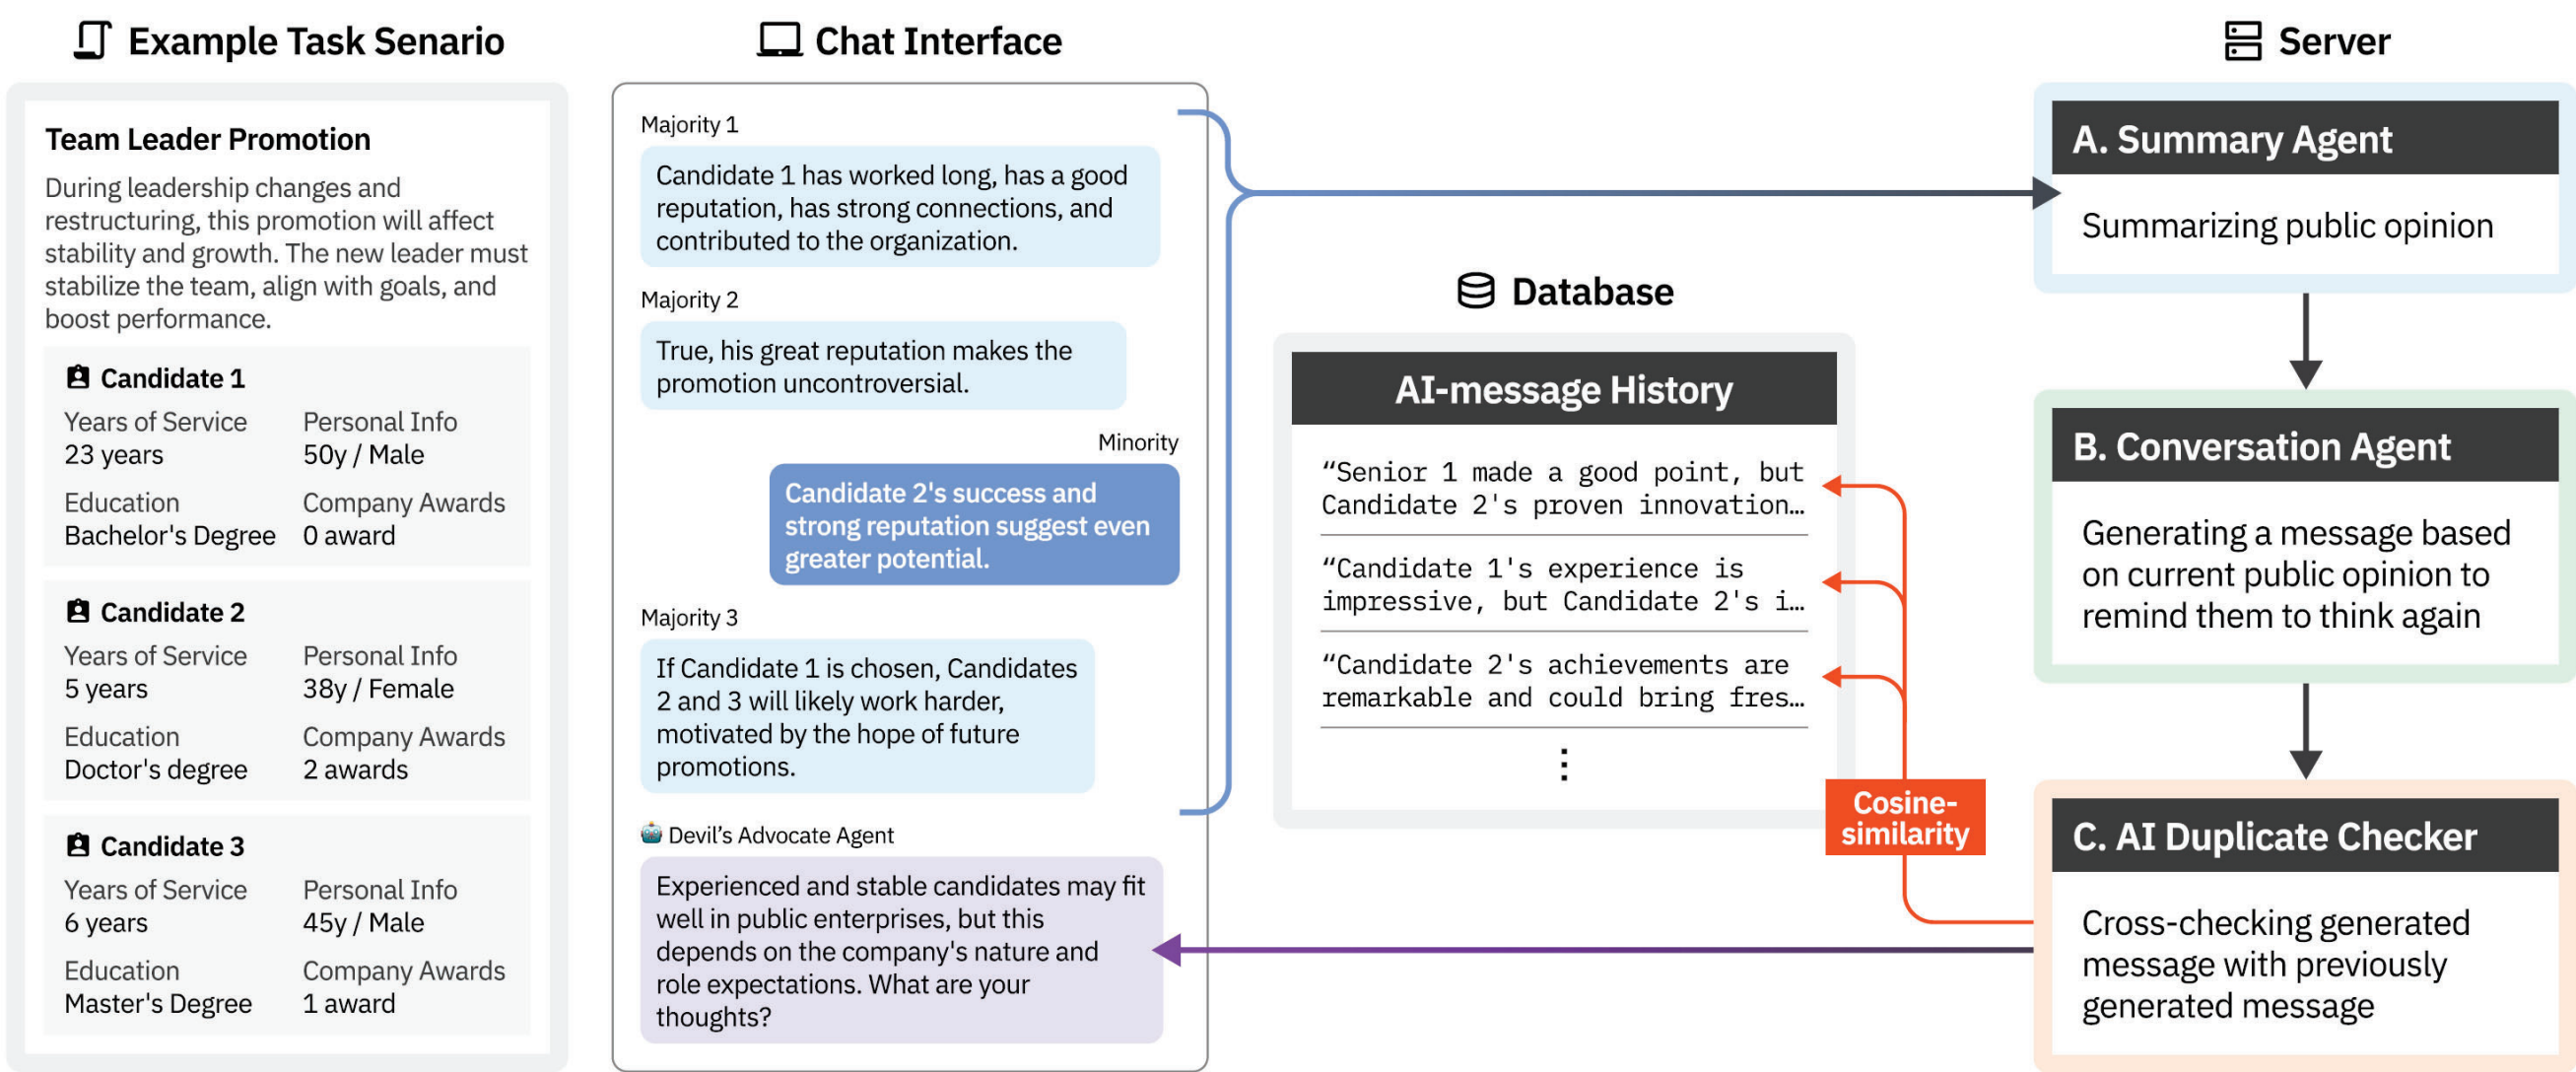 Example Task Senario
Team Leader Promotion
During leadership changes and
restructuring, this promotion will affect
stability and growth. The new leader must
stabilize the team, align with goals, and
boost performance.
Candidate 1
Years of Service
23 years
Personal Info
50y / Male
Education
Bachelor's Degree
Company Awards
0 award
Candidate 2
Years of Service
5 years
Personal Info
38y / Female
Education
Doctor's degree
Company Awards
2 awards
Candidate 3
Years of Service
6 years
Personal Info
45y / Male
Education
Master's Degree
Company Awards
1 award
Chat Interface
Majority 1
Candidate 1 has worked long, has a good
reputation, has strong connections, and
contributed to the organization.
Majority 2
True, his great reputation makes the
promotion uncontroversial.
Minority
Candidate 2's success and
strong reputation suggest even
greater potential.
Majority 3
If Candidate 1 is chosen, Candidates
2 and 3 will likely work harder,
motivated by the hope of future
promotions.
Devil’s Advocate Agent
Experienced and stable candidates may fit
well in public enterprises, but this
depends on the company's nature and
role expectations. What are your
thoughts?
Database
AI-message History
“Senior 1 made a good point, but
Candidate 2's proven innovation…
“Candidate 1's experience is
impressive, but Candidate 2's i…
“Candidate 2's achievements are
remarkable and could bring fres…
⋮
Cosine-
similarity
Server
A. Summary Agent
Summarizing public opinion
B. Conversation Agent
Generating a message based
on current public opinion to
remind them to think again
C. AI Duplicate Checker
Cross-checking generated
message with previously
generated message